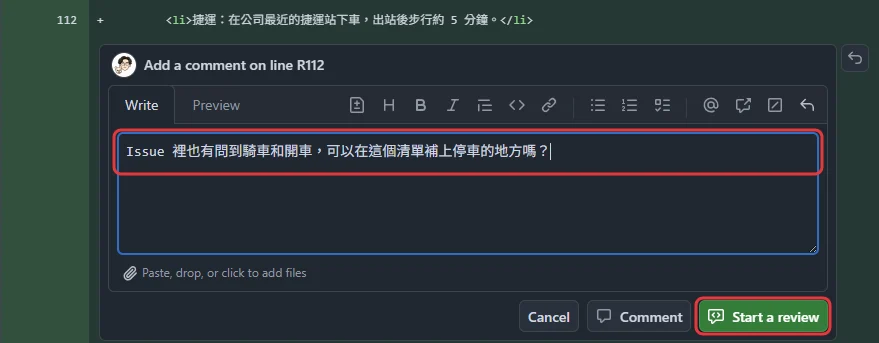 112 + <li>捷運：在公司最近的捷運站下車，出站後步行約 5 分鐘。</li>
Add a comment on line R112
Write Preview
Issue 裡也有問到騎車和開車，可以在這個清單補上停車的地方嗎？
Paste, drop, or click to add files
Cancel Comment Start a review